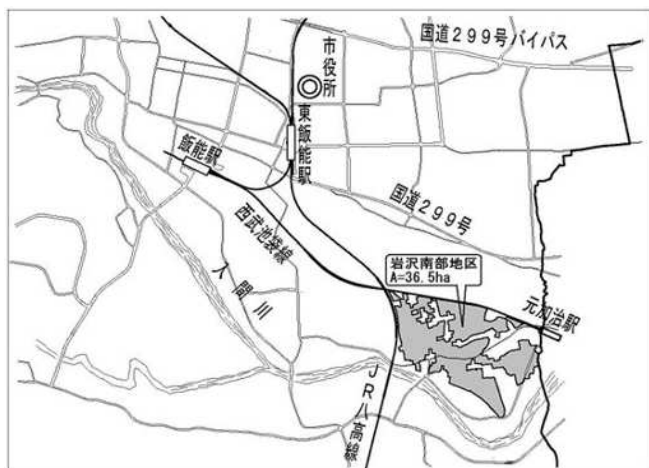 国道２９９号バイパス
市役所
東飯能駅
飯能駅
国道２９９号
西武池袋線
入間川
岩沢南部地区
A=36.5ha
元加治駅
ＪＲ八高線